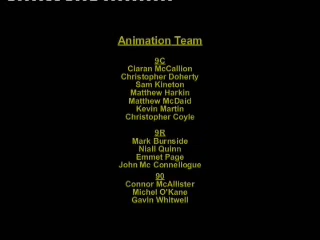 Animation Team
9C
Ciaran McCallion
Christopher Doherty
Sam Kineton
Matthew Harkin
Matthew McDaid
Kevin Martin
Christopher Coyle
9R
Mark Burnside
Niall Quinn
Emmet Page
John Mc Connellogue
90
Connor McAllister
Michel O'Kane
Gavin Whitwell